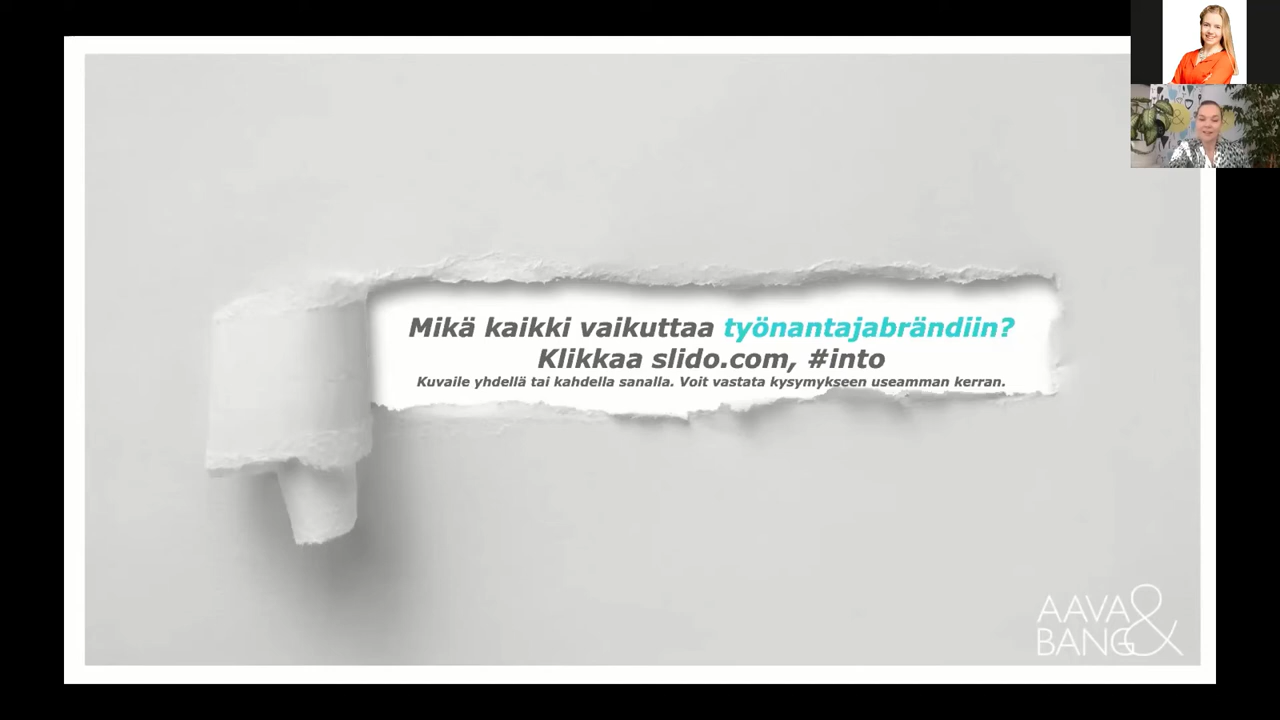 Mikä kaikki vaikuttaa työnantajabrändiin?
Klikkaa slido.com, #into
Kuvaile yhdellä tai kahdella sanalla. Voit vastata kysymykseen useamman kerran.
AAVA &
BANG